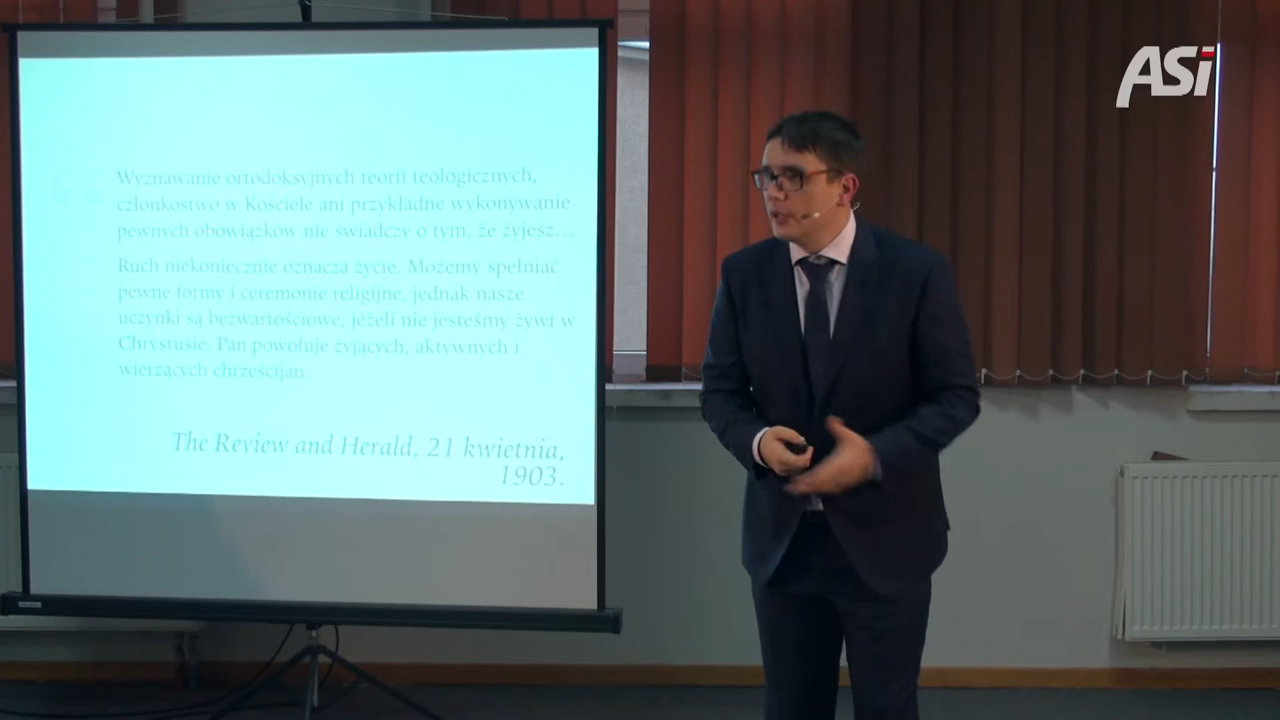 Wyznawanie ortodoksyjnych teorii teologicznych,
członkostwo w Kościele ani przykładne wykonywanie
pewnych obowiązków nie świadczy o tym, że żyjesz...
Ruch niekoniecznie oznacza życie. Możemy spełniać
pewne formy i ceremonie religijne, jednak nasze
uczynki są bezwartościowe, jeżeli nie jesteśmy żywi w
Chrystusie. Pan powołuje żyjących, aktywnych i
wierzących chrześcijan.
The Review and Herald, 21 kwietnia,
1903.
ASi